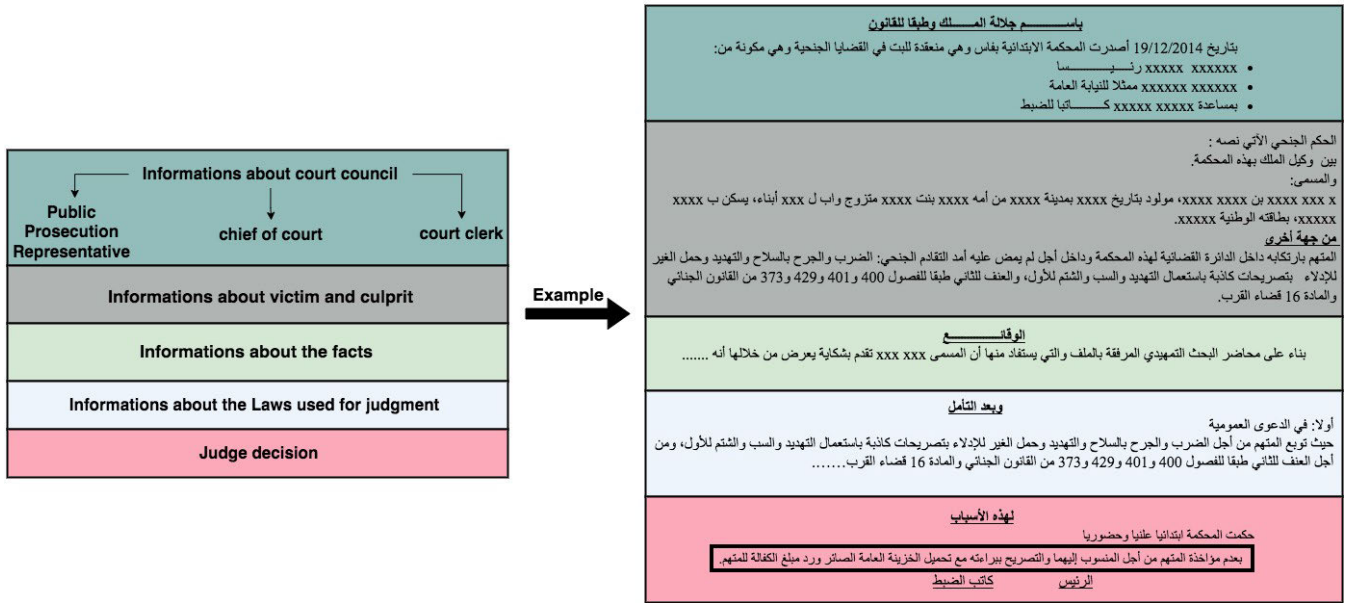 Informations about court council
Public
Prosecution
Representative
chief of court
court clerk
Informations about victim and culprit
Informations about the facts
Informations about the Laws used for judgment
Judge decision
Example
باســــــــم جلالة المـــــلك وطبقا للقانون
بتاريخ 19/12/2014 أصدرت المحكمة الابتدائية بفاس وهي منعقدة للبت في القضايا الجنحية وهي مكونة من:
• xxxxxx xxxxx رئـــيـــــــــسا
• xxxxxx xxxxxx ممثلا للنيابة العامة
• بمساعدة xxxxx xxxxx كـــــــاتبا للضبط
الحكم الجنحي الآتي نصه :
بين وكيل الملك بهذه المحكمة.
والمسمى:
x xxx xxxx بن xxxx xxxx، مولود بتاريخ xxxx بمدينة xxxx من أمه xxxx بنت xxxx متزوج واب ل xxx أبناء، يسكن ب xxxx
xxxxx، بطاقته الوطنية xxxxx.
من جهة أخرى
المتهم بارتكابه داخل الدائرة القضائية لهذه المحكمة وداخل أجل لم يمض عليه أمد التقادم الجنحي: الضرب والجرح بالسلاح والتهديد وحمل الغير
للإدلاء بتصريحات كاذبة باستعمال التهديد والسب والشتم للأول، والعنف للثاني طبقا للفصول 400 و401 و429 و373 من القانون الجنائي
والمادة 16 قضاء القرب.
الوقائـــــــــع
بناء على محاضر البحث التمهيدي المرفقة بالملف والتي يستفاد منها أن المسمى xxx xxx تقدم بشكاية يعرض من خلالها أنه .......
وبعد التأمل
أولا: في الدعوى العمومية
حيث توبع المتهم من أجل الضرب والجرح بالسلاح والتهديد وحمل الغير للإدلاء بتصريحات كاذبة باستعمال التهديد والسب والشتم للأول، ومن
أجل العنف للثاني طبقا للفصول 400 و401 و429 و373 من القانون الجنائي والمادة 16 قضاء القرب.......
لهذه الأسباب
حكمت المحكمة ابتدائيا علنيا وحضوريا
بعدم مؤاخذة المتهم من أجل المنسوب إليهما والتصريح ببراءته مع تحميل الخزينة العامة الصائر ورد مبلغ الكفالة للمتهم.
الرئيس كاتب الضبط